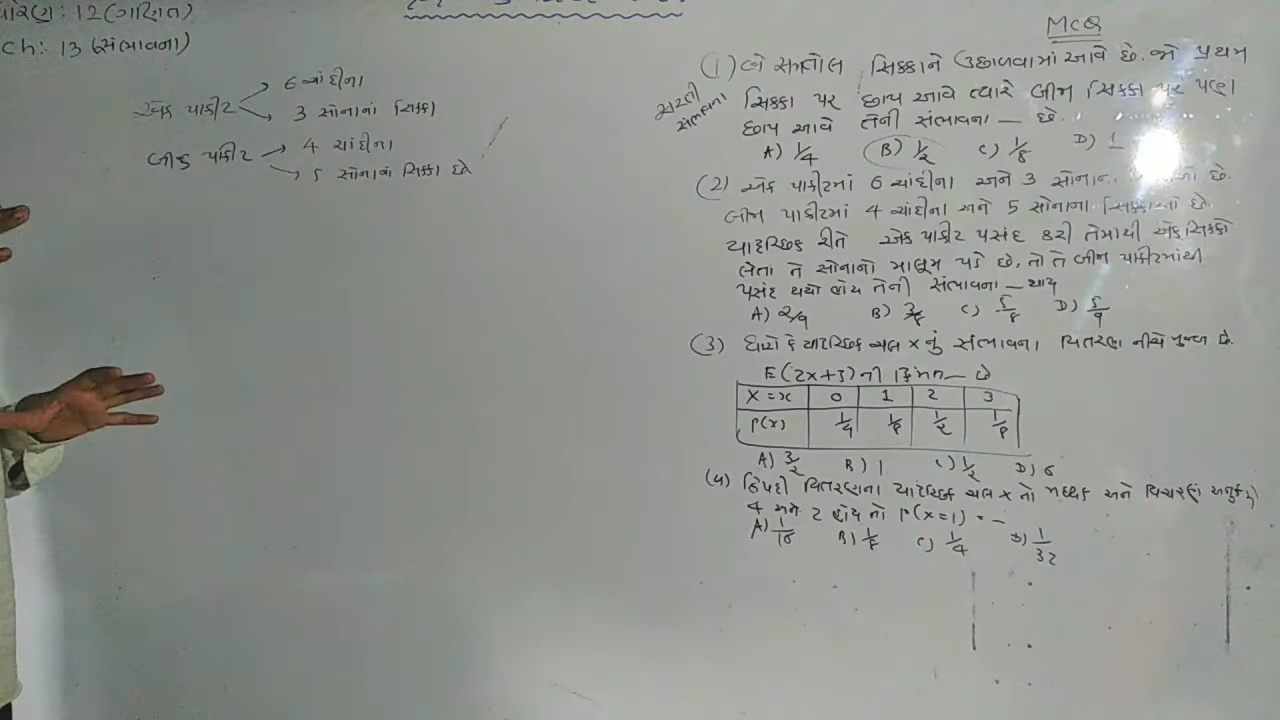 ધોરણ: 12 (ગણિત)
Ch: 13 (સંભાવના)
એક પાકીટ
6 ચાંદીના
3 સોનાનાં સિક્કા
બીજુ પાકીટ
4 ચાંદીના
5 સોનાનાં સિક્કા છે
MCQ
(1) બે સમતોલ સિક્કાને ઉછાળવામાં આવે છે. જો પ્રથમ
સિક્કા પર છાપ આવે ત્યારે બીજા સિક્કા પર પણ
છાપ આવે તેની સંભાવના — છે.
શરતી
સંભાવના
A) 1/4 B) 1/2 C) 1/8 D) 1
(2) એક પાકીટમાં 6 ચાંદીના અને 3 સોનાના છે.
બીજા પાકીટમાં 4 ચાંદીના અને 5 સોનાના સિક્કાઓ છે.
યાદચ્છિક રીતે એક પાકીટ પસંદ કરી તેમાથી એક સિક્કો
લેતા તે સોનાનો માલૂમ પડે છે, તો તે બીજા પાકીટમાંથી
પસંદ થયો હોય તેની સંભાવના — થાય
A) 2/9 B) 3/8 C) 5/8 D) 5/9
(3) ધારો કે યાદચ્છિક ચલ X નું સંભાવના વિતરણ નીચે મુજબ છે.
E(2x+3) ની કિંમત — છે
X=x 0 1 2 3
P(x) 1/4 1/8 1/2 1/8
A) 3/2 B) 1 C) 1/2 D) 6
(4) દ્વિપદી વિતરણના યાદચ્છિક ચલ X નો મધ્યક અને વિચરણ અનુક્રમે
4 અને 2 હોય તો P(x=1) = —
A) 1/16 B) 1/8 C) 1/4 D) 1/32